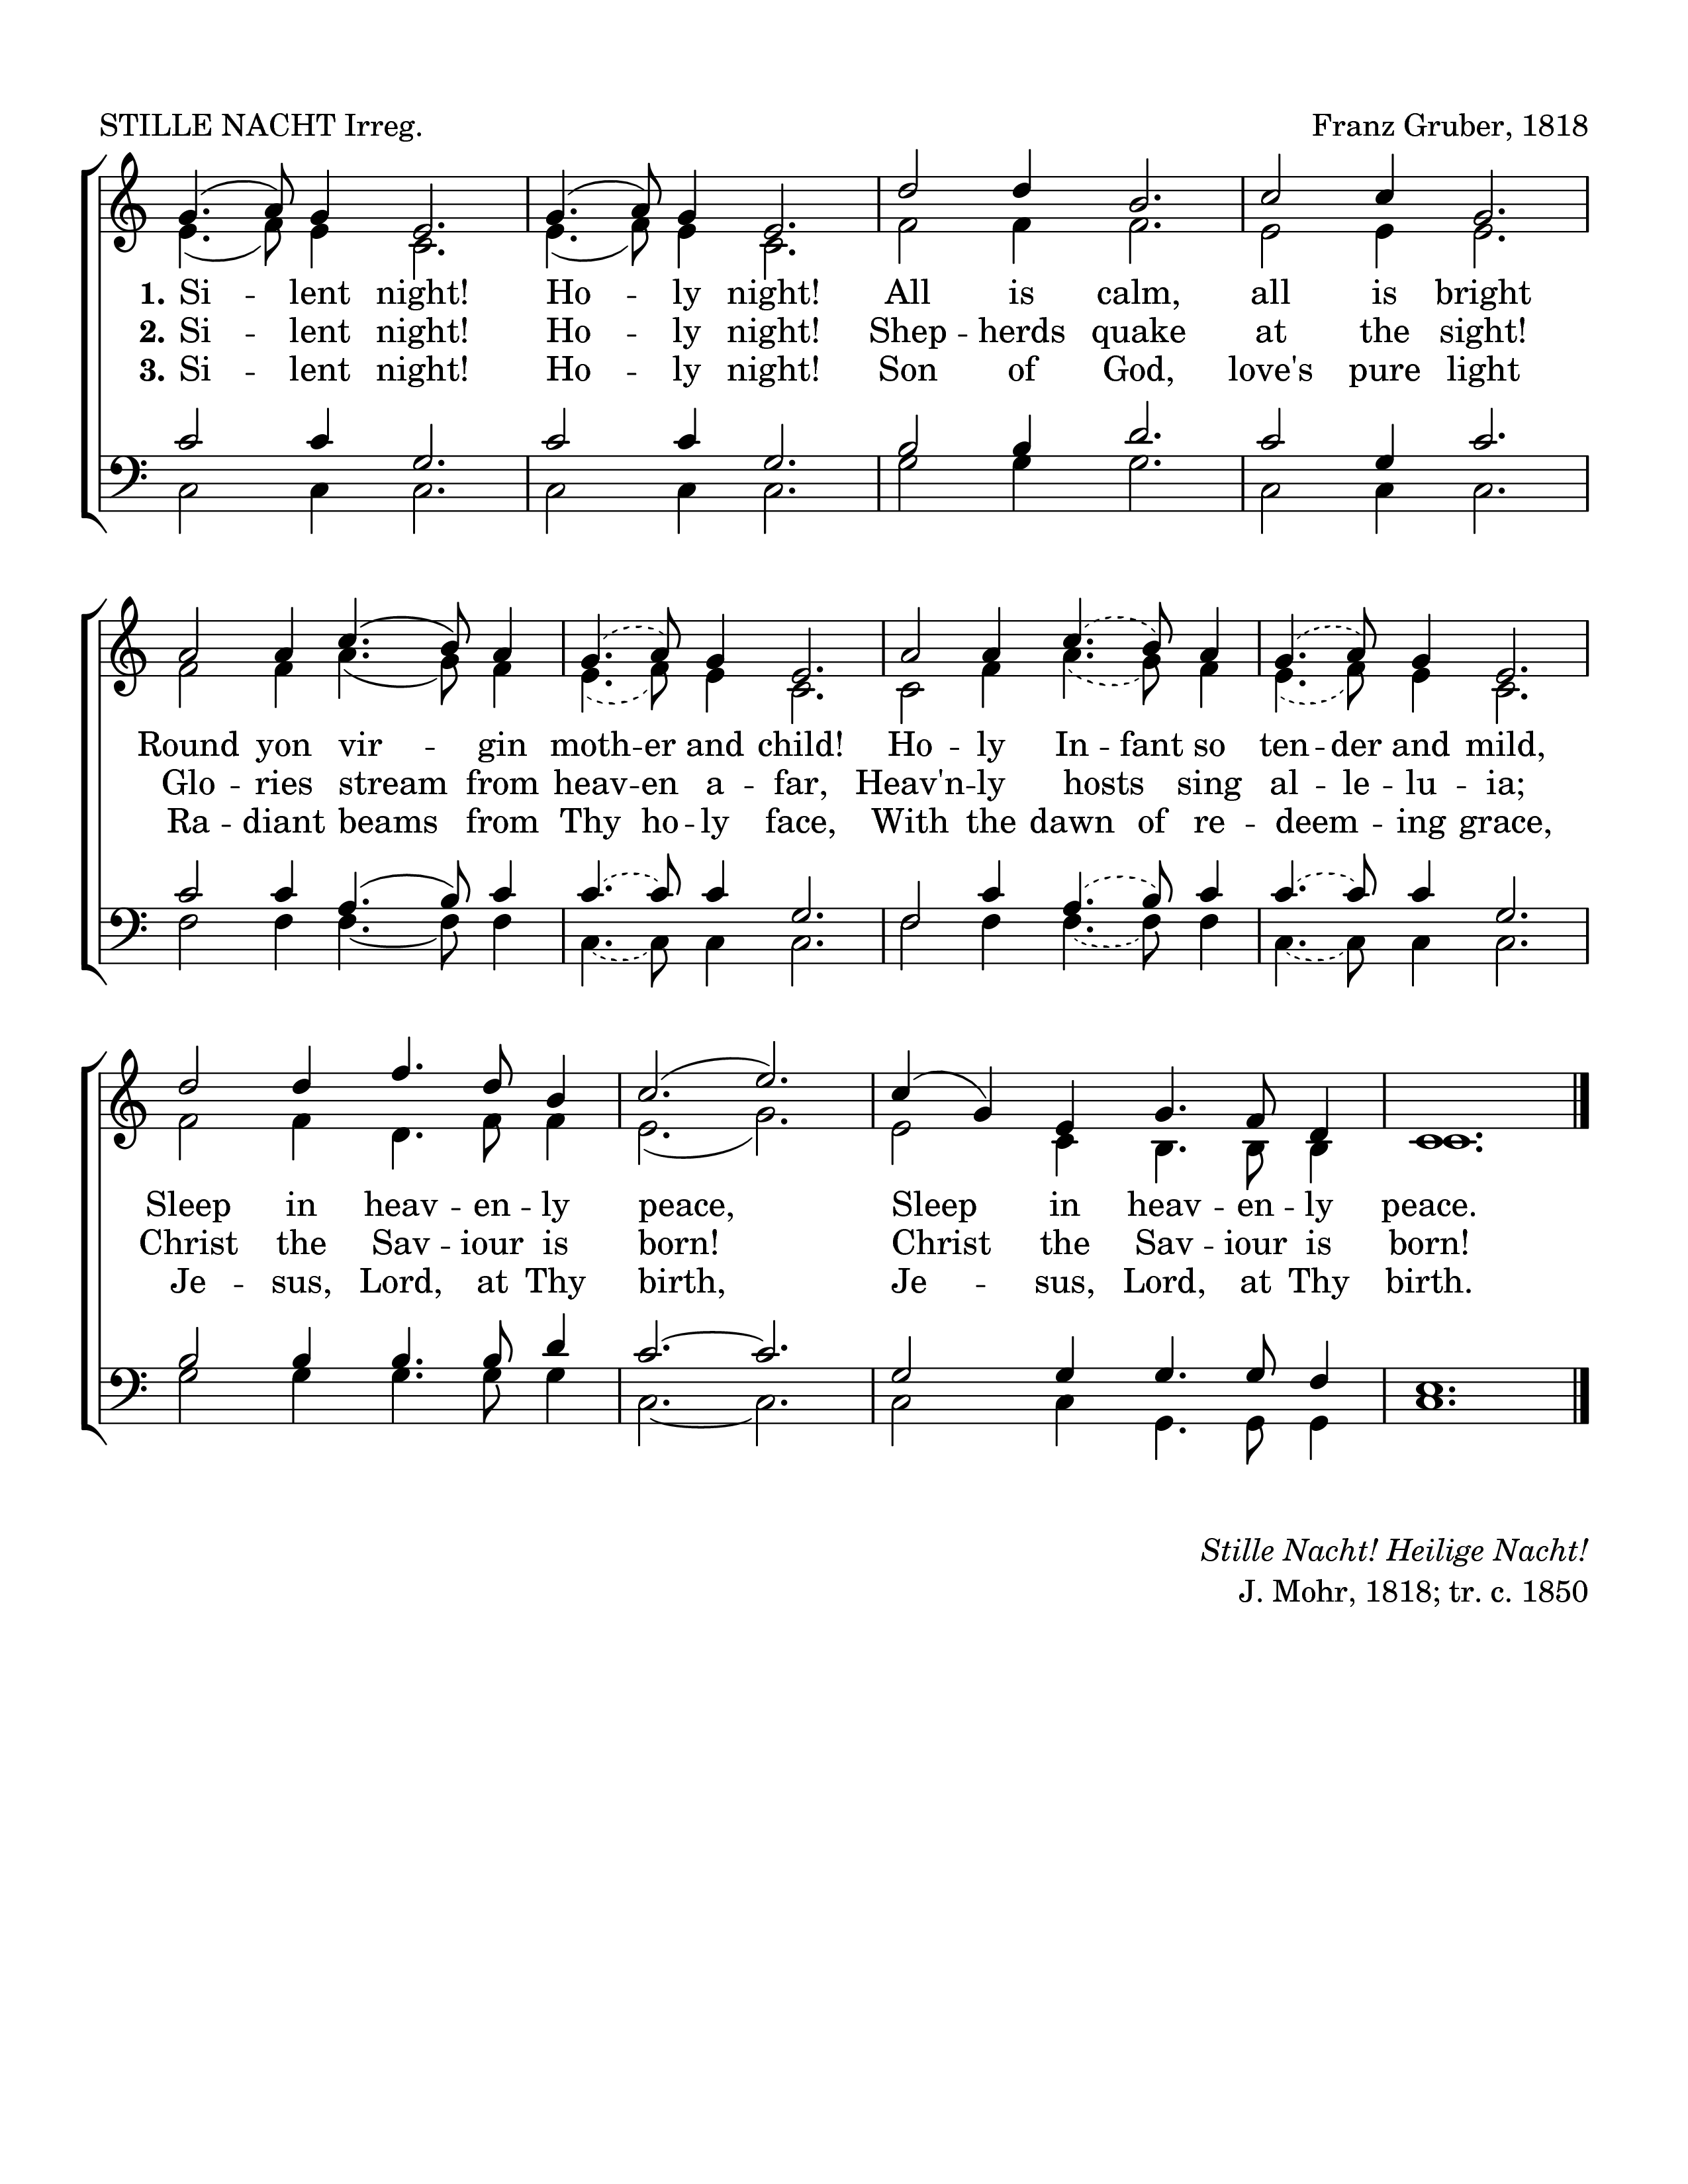 STILLE NACHT Irreg.
Franz Gruber, 1818
1. Si -- lent night! Ho -- ly night! All is calm, all is bright
2. Si -- lent night! Ho -- ly night! Shep -- herds quake at the sight!
3. Si -- lent night! Ho -- ly night! Son of God, love's pure light
Round yon vir -- gin moth -- er and child! Ho -- ly In -- fant so ten -- der and mild,
Glo -- ries stream from heav -- en a -- far, Heav'n -- ly hosts sing al -- le -- lu -- ia;
Ra -- diant beams from Thy ho -- ly face, With the dawn of re -- deem -- ing grace,
Sleep in heav -- en -- ly peace, Sleep in heav -- en -- ly peace.
Christ the Sav -- iour is born! Christ the Sav -- iour is born!
Je -- sus, Lord, at Thy birth, Je -- sus, Lord, at Thy birth.
Stille Nacht! Heilige Nacht!
J. Mohr, 1818; tr. c. 1850